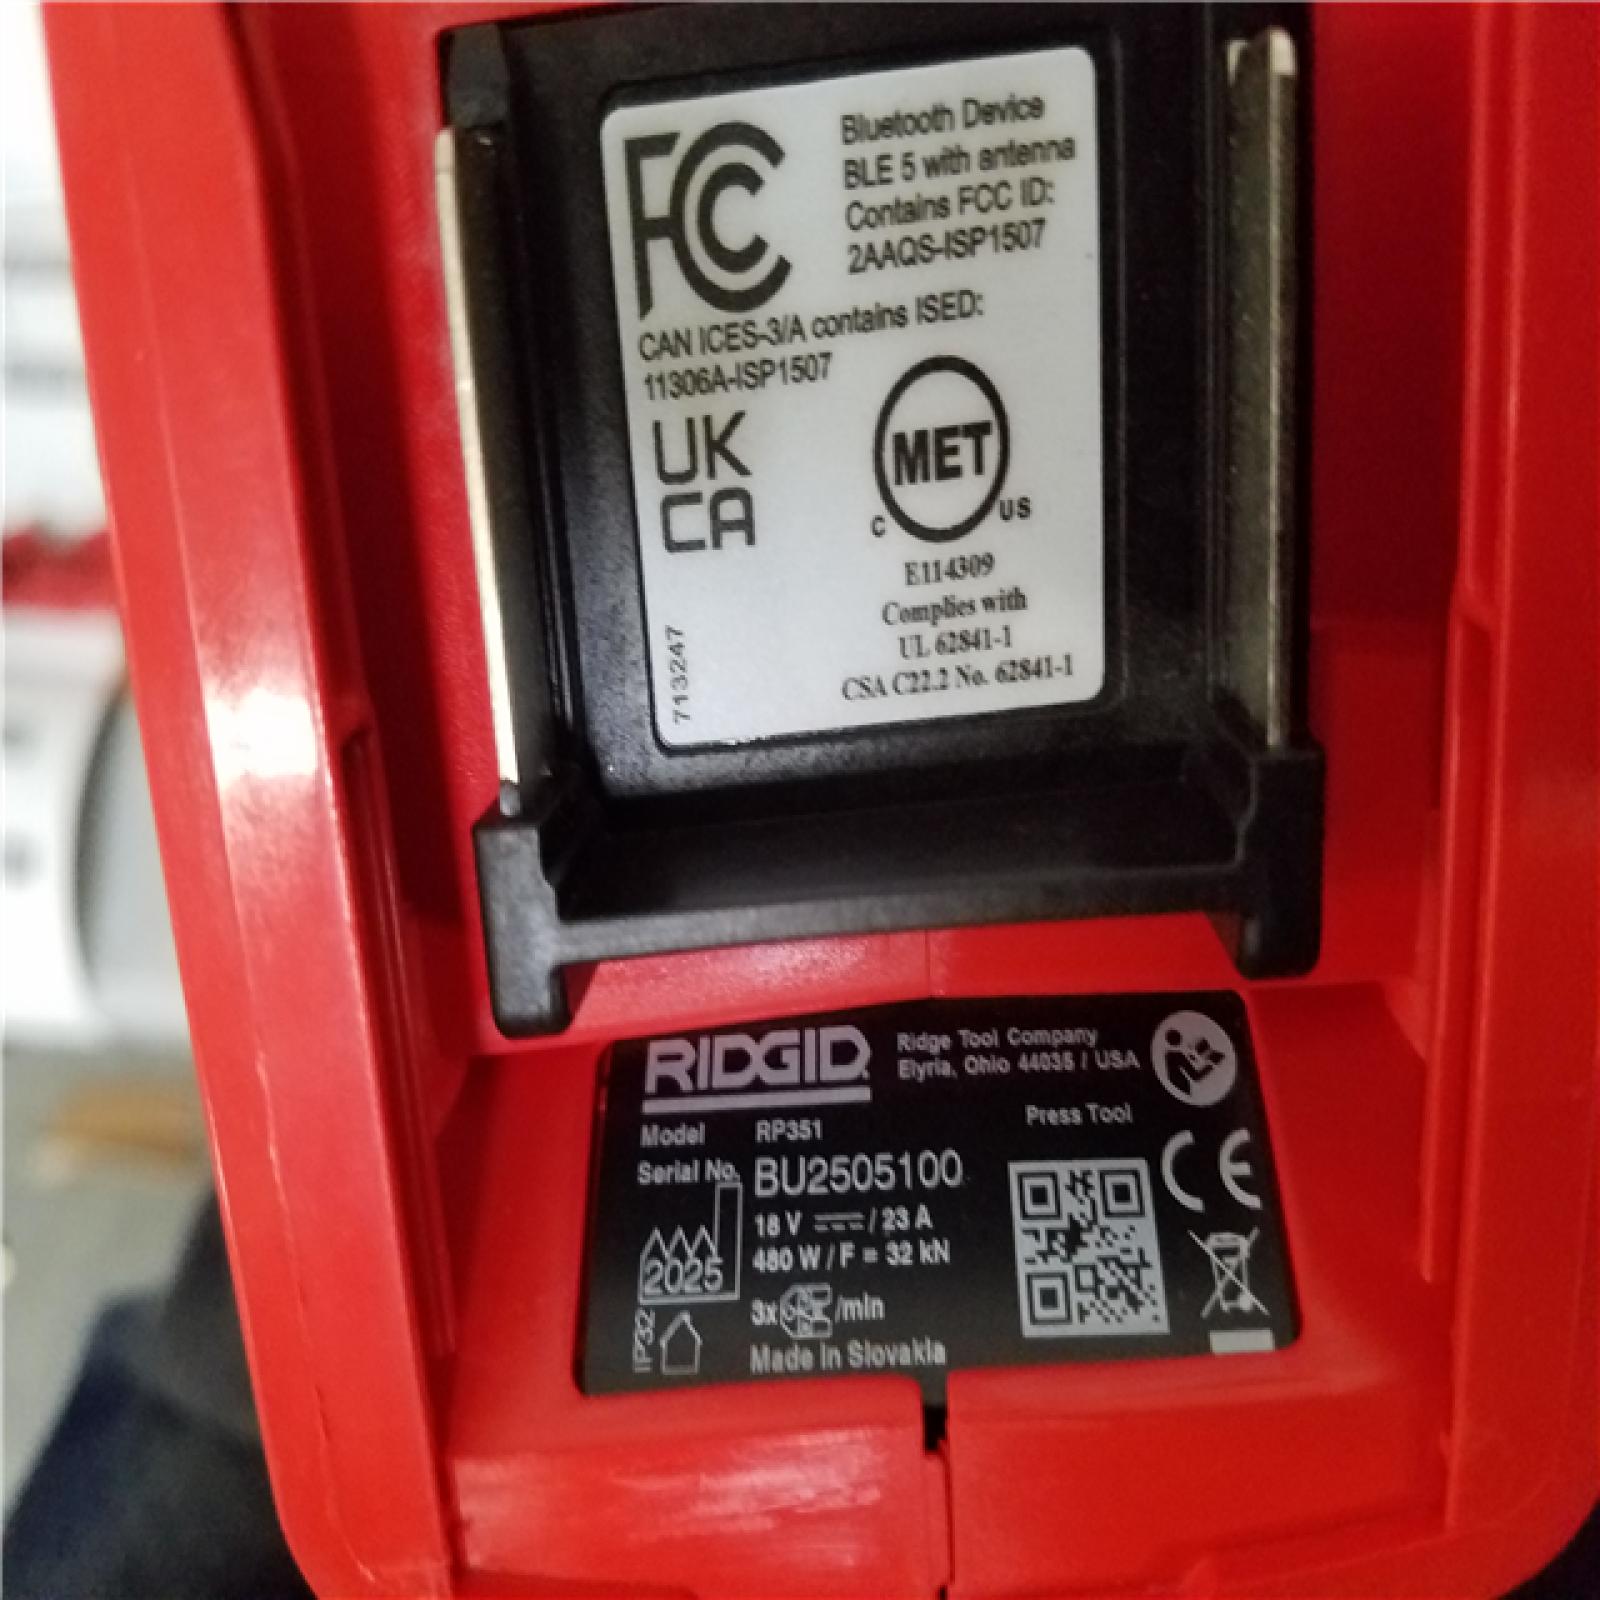 FC
Bluetooth Device
BLE 5 with antenna
Contains FCC ID:
2AAQS-ISP1507
CAN ICES-3/A contains ISED:
11306A-ISP1507
UK
CA
C MET US
E114309
Complies with
UL 62841-1
CSA C22.2 No. 62841-1
713247
RIDGID
Ridge Tool Company
Elyria, Ohio 44035 / USA
Press Tool
Model RP351
Serial No. BU2505100
18 V ⎓ / 23 A
480 W / F = 32 kN
2025
3x /min
IP32
Made in Slovakia
CE